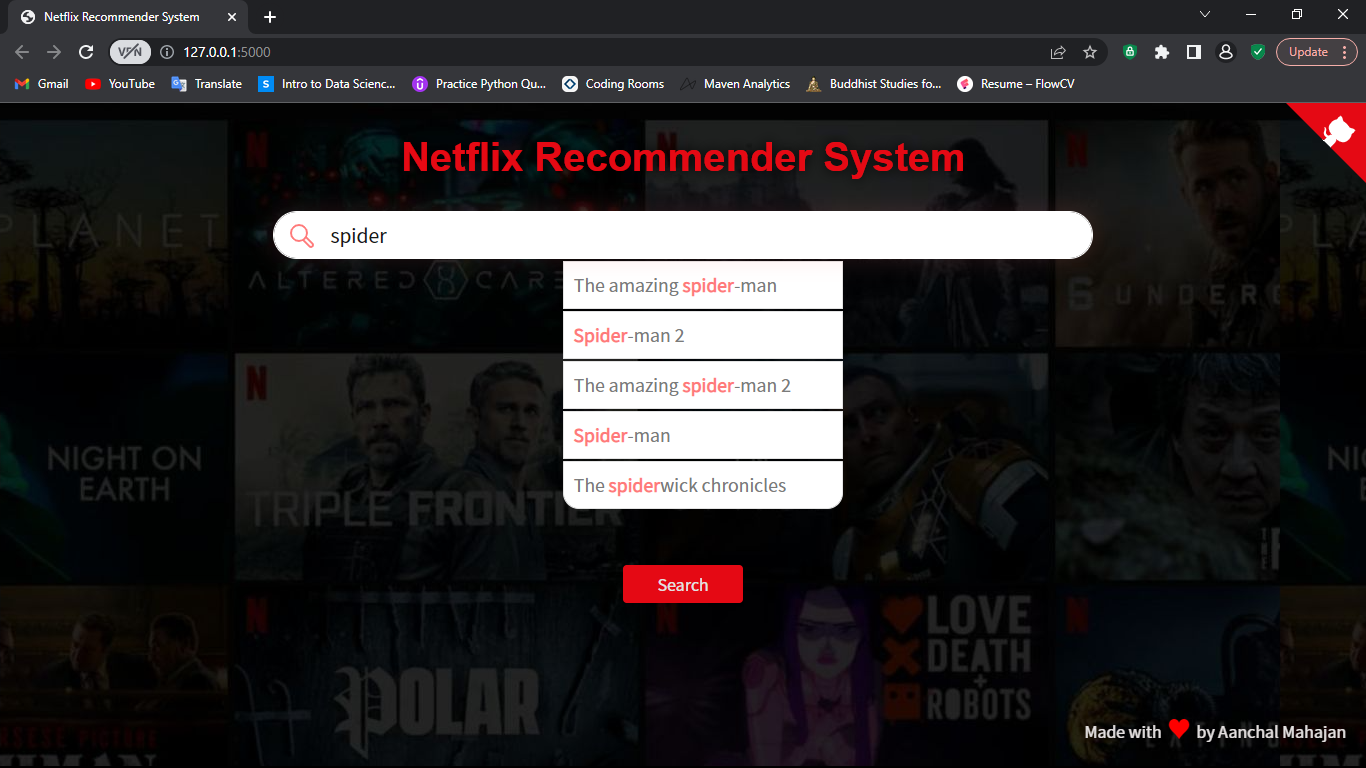 Netflix Recommender System
VPN
127.0.0.1:5000
Update
Gmail
YouTube
Translate
Intro to Data Scienc...
Practice Python Qu...
Coding Rooms
Maven Analytics
Buddhist Studies fo...
Resume – FlowCV
Netflix Recommender System
spider
The amazing spider-man
Spider-man 2
The amazing spider-man 2
Spider-man
The spiderwick chronicles
Search
PLANET
ALTERED CAR
6 UNDERG
NIGHT ON
EARTH
TRIPLE FRONTIER
POLAR
LOVE
DEATH
+
ROBOTS
Made with ❤ by Aanchal Mahajan